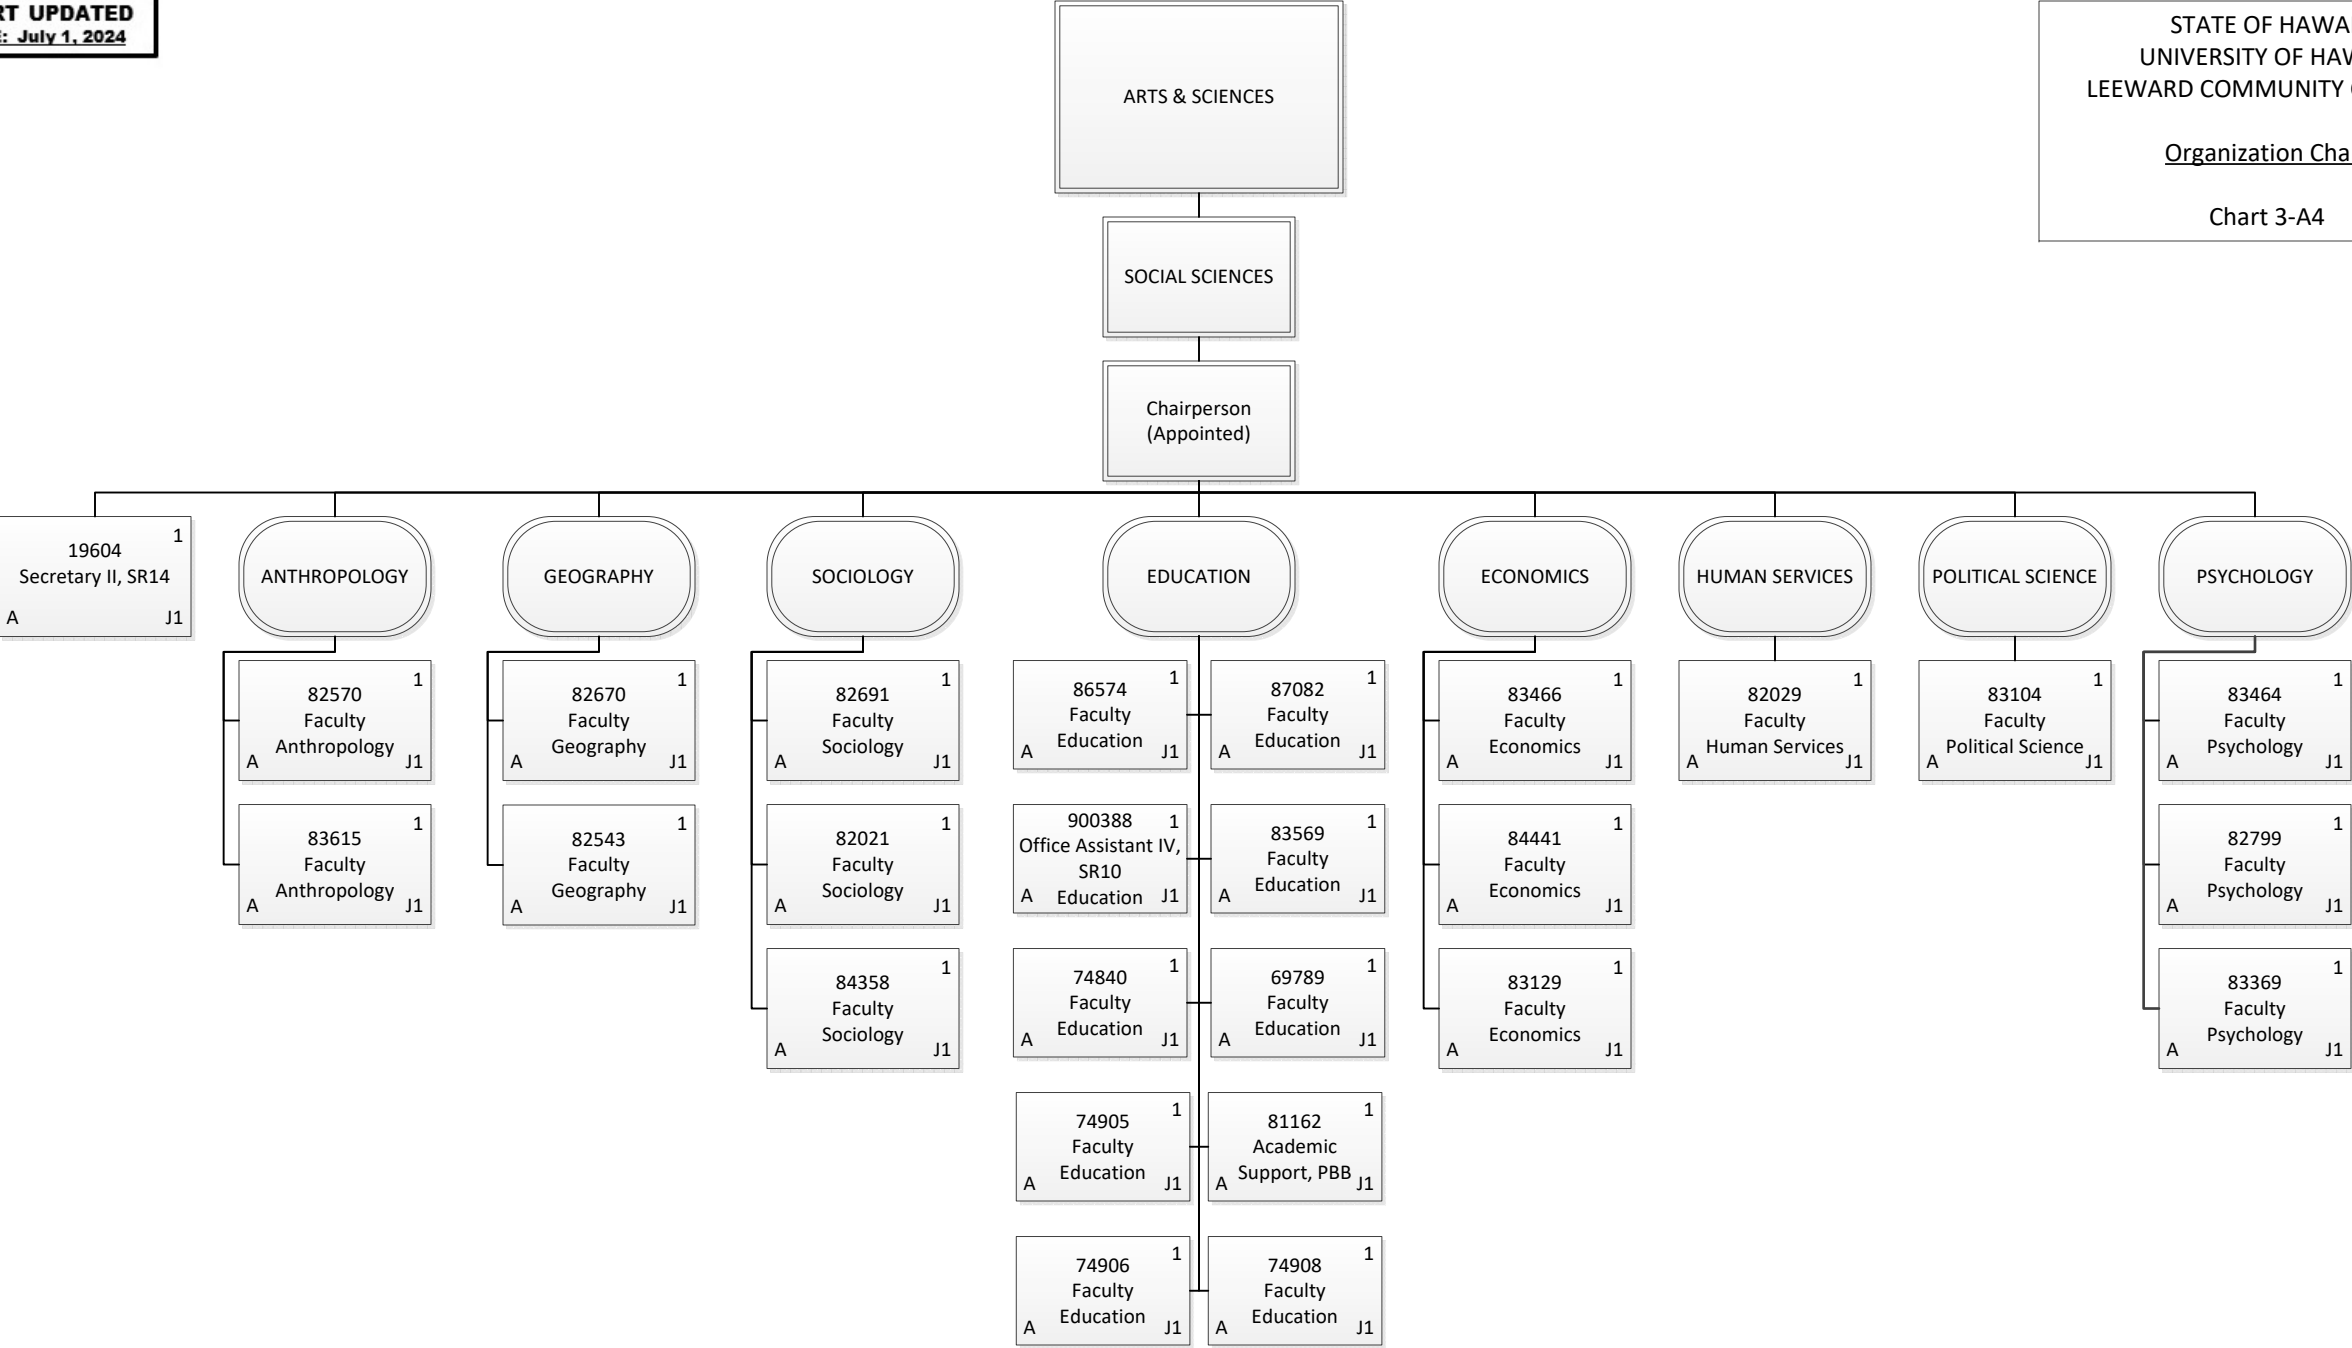 UPDATED
July 1, 2024
ARTS & SCIENCES
STATE OF
UNIVERSITY OF
LEEWARD COMMUNITY
Organization
Chart 3-A4
SOCIAL SCIENCES
Chairperson
(Appointed)
1
19604
Secretary II, SR14
A J1
ANTHROPOLOGY
1
82570
Faculty
Anthropology
A J1
1
83615
Faculty
Anthropology
A J1
GEOGRAPHY
1
82670
Faculty
Geography
A J1
1
82543
Faculty
Geography
A J1
SOCIOLOGY
1
82691
Faculty
Sociology
A J1
1
82021
Faculty
Sociology
A J1
1
84358
Faculty
Sociology
A J1
EDUCATION
1
86574
Faculty
Education
A J1
1
87082
Faculty
Education
A J1
900388 1
Office Assistant IV,
SR10
A Education J1
1
83569
Faculty
Education
A J1
1
74840
Faculty
Education
A J1
1
69789
Faculty
Education
A J1
1
74905
Faculty
Education
A J1
1
81162
Academic
Support, PBB
A J1
1
74906
Faculty
Education
A J1
1
74908
Faculty
Education
A J1
ECONOMICS
1
83466
Faculty
Economics
A J1
1
84441
Faculty
Economics
A J1
1
83129
Faculty
Economics
A J1
HUMAN SERVICES
1
82029
Faculty
Human Services
A J1
POLITICAL SCIENCE
1
83104
Faculty
Political Science
A J1
PSYCHOLOGY
1
83464
Faculty
Psychology
A J1
1
82799
Faculty
Psychology
A J1
1
83369
Faculty
Psychology
A J1